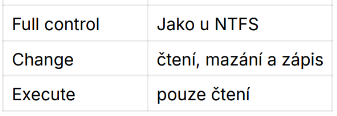 Full control Jako u NTFS
Change čtení, mazání a zápis
Execute pouze čtení